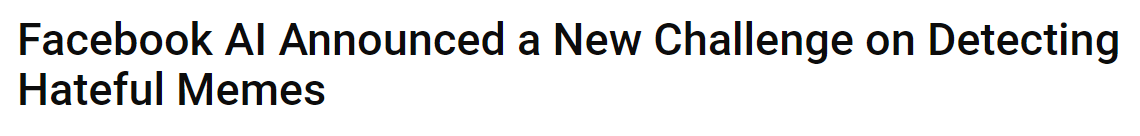 Facebook AI Announced a New Challenge on Detecting
Hateful Memes